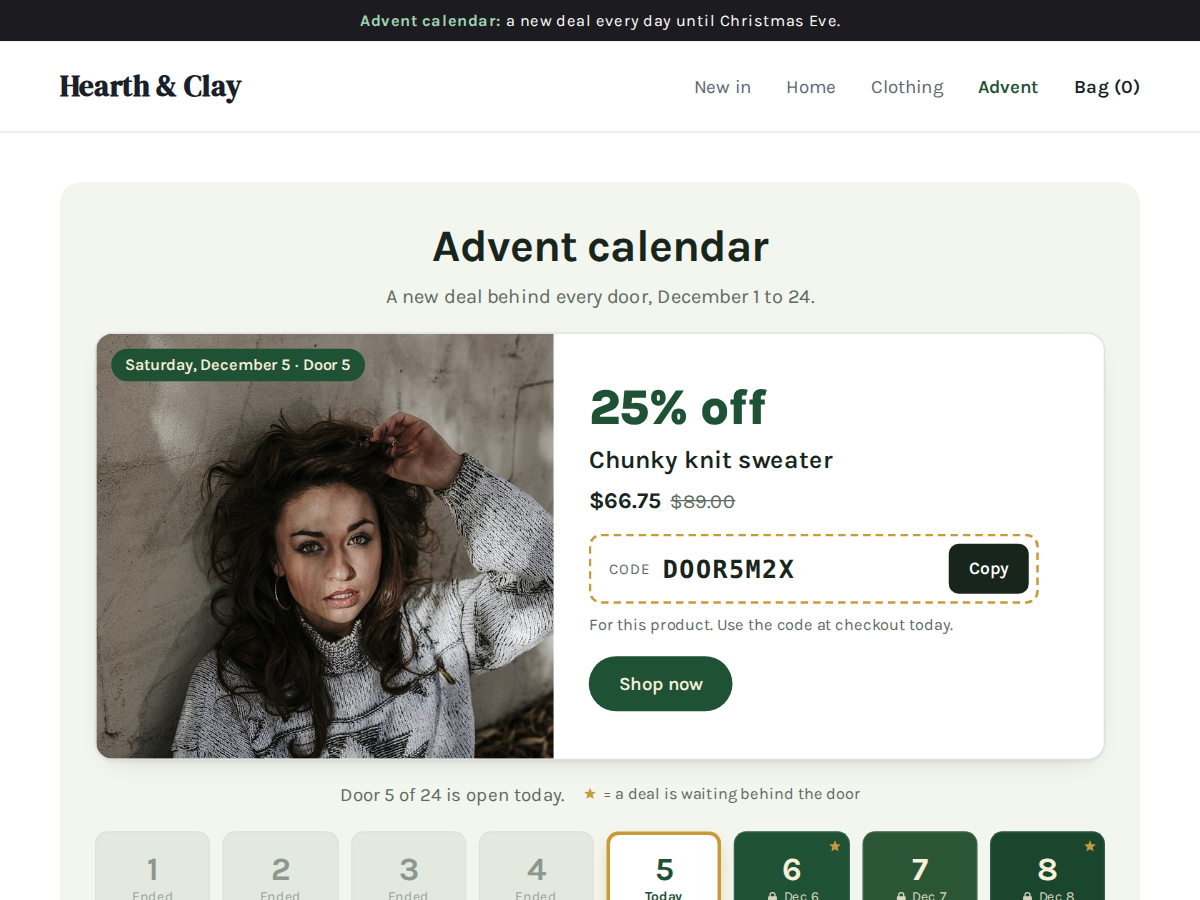 Advent calendar: a new deal every day until Christmas Eve.
Hearth & Clay
New in Home Clothing Advent Bag (0)
Advent calendar
A new deal behind every door, December 1 to 24.
Saturday, December 5 · Door 5
25% off
Chunky knit sweater
$66.75 $89.00
CODE DOOR5M2X Copy
For this product. Use the code at checkout today.
Shop now
Door 5 of 24 is open today. ★ = a deal is waiting behind the door
1 2 3 4 5 6 7 8
Ended Ended Ended Ended Today Dec 6 Dec 7 Dec 8